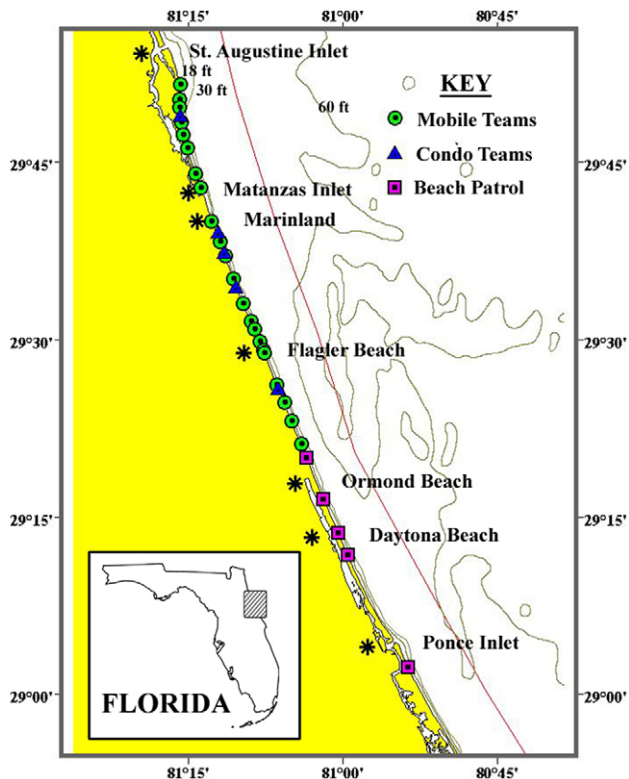 81°15' 81°00' 80°45'
St. Augustine Inlet
18 ft
30 ft
60 ft
KEY
Mobile Teams
Condo Teams
Beach Patrol
29°45' 29°45'
Matanzas Inlet
Marinland
29°30' 29°30'
Flagler Beach
Ormond Beach
29°15' 29°15'
Daytona Beach
Ponce Inlet
29°00' 29°00'
FLORIDA
81°15' 81°00' 80°45'